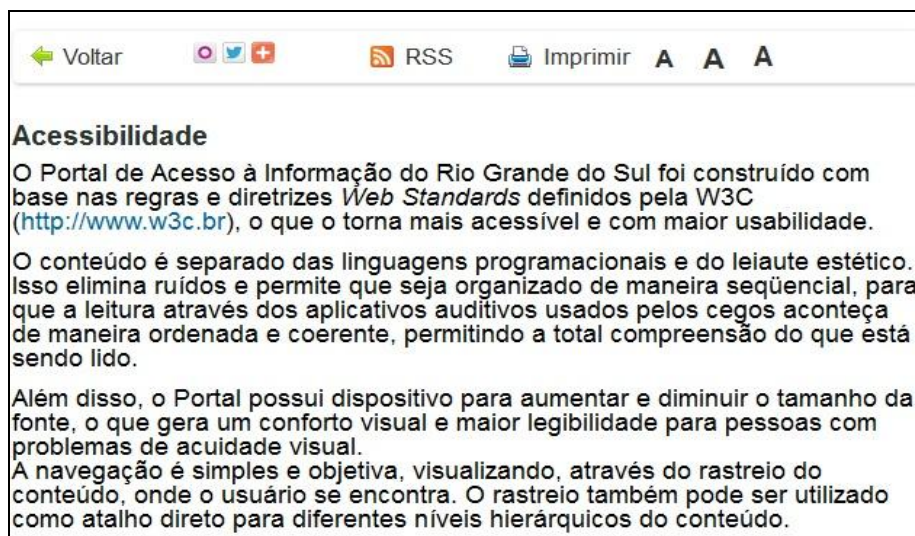 Voltar RSS Imprimir A A A
Acessibilidade
O Portal de Acesso à Informação do Rio Grande do Sul foi construído com
base nas regras e diretrizes Web Standards definidos pela W3C
(http://www.w3c.br), o que o torna mais acessível e com maior usabilidade.
O conteúdo é separado das linguagens programacionais e do leiaute estético.
Isso elimina ruídos e permite que seja organizado de maneira seqüencial, para
que a leitura através dos aplicativos auditivos usados pelos cegos aconteça
de maneira ordenada e coerente, permitindo a total compreensão do que está
sendo lido.
Além disso, o Portal possui dispositivo para aumentar e diminuir o tamanho da
fonte, o que gera um conforto visual e maior legibilidade para pessoas com
problemas de acuidade visual.
A navegação é simples e objetiva, visualizando, através do rastreio do
conteúdo, onde o usuário se encontra. O rastreio também pode ser utilizado
como atalho direto para diferentes níveis hierárquicos do conteúdo.